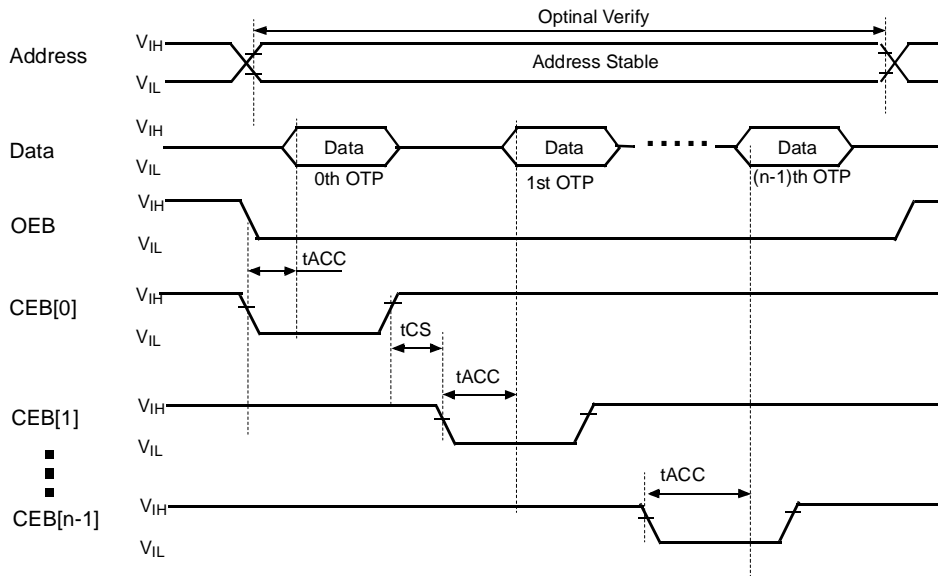 Optinal Verify
Address
VIH
VIL
Address Stable
Data
VIH
VIL
Data
Data
Data
0th OTP
1st OTP
(n-1)th OTP
OEB
VIH
VIL
tACC
CEB[0]
VIH
VIL
tCS
tACC
CEB[1]
VIH
VIL
tACC
CEB[n-1]
VIH
VIL